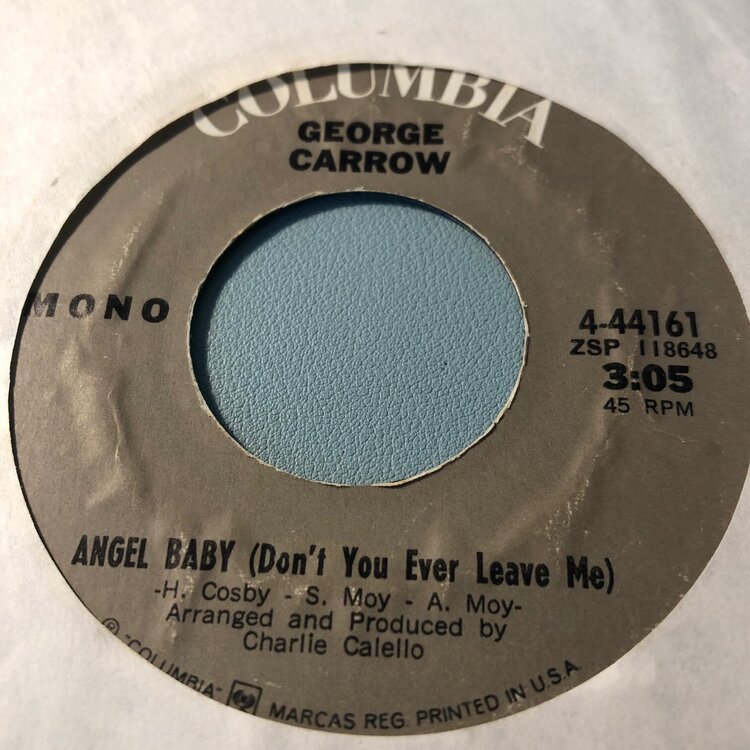 COLUMBIA
GEORGE
CARROW
MONO
4-44161
ZSP 118648
3:05
45 RPM
ANGEL BABY (Don't You Ever Leave Me)
-H. Cosby - S. Moy - A. Moy-
Arranged and Produced by
Charlie Calello
Ⓡ "COLUMBIA" MARCAS REG. PRINTED IN U.S.A.